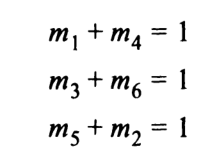 m₁ + m₄ = 1
m₃ + m₆ = 1
m₅ + m₂ = 1